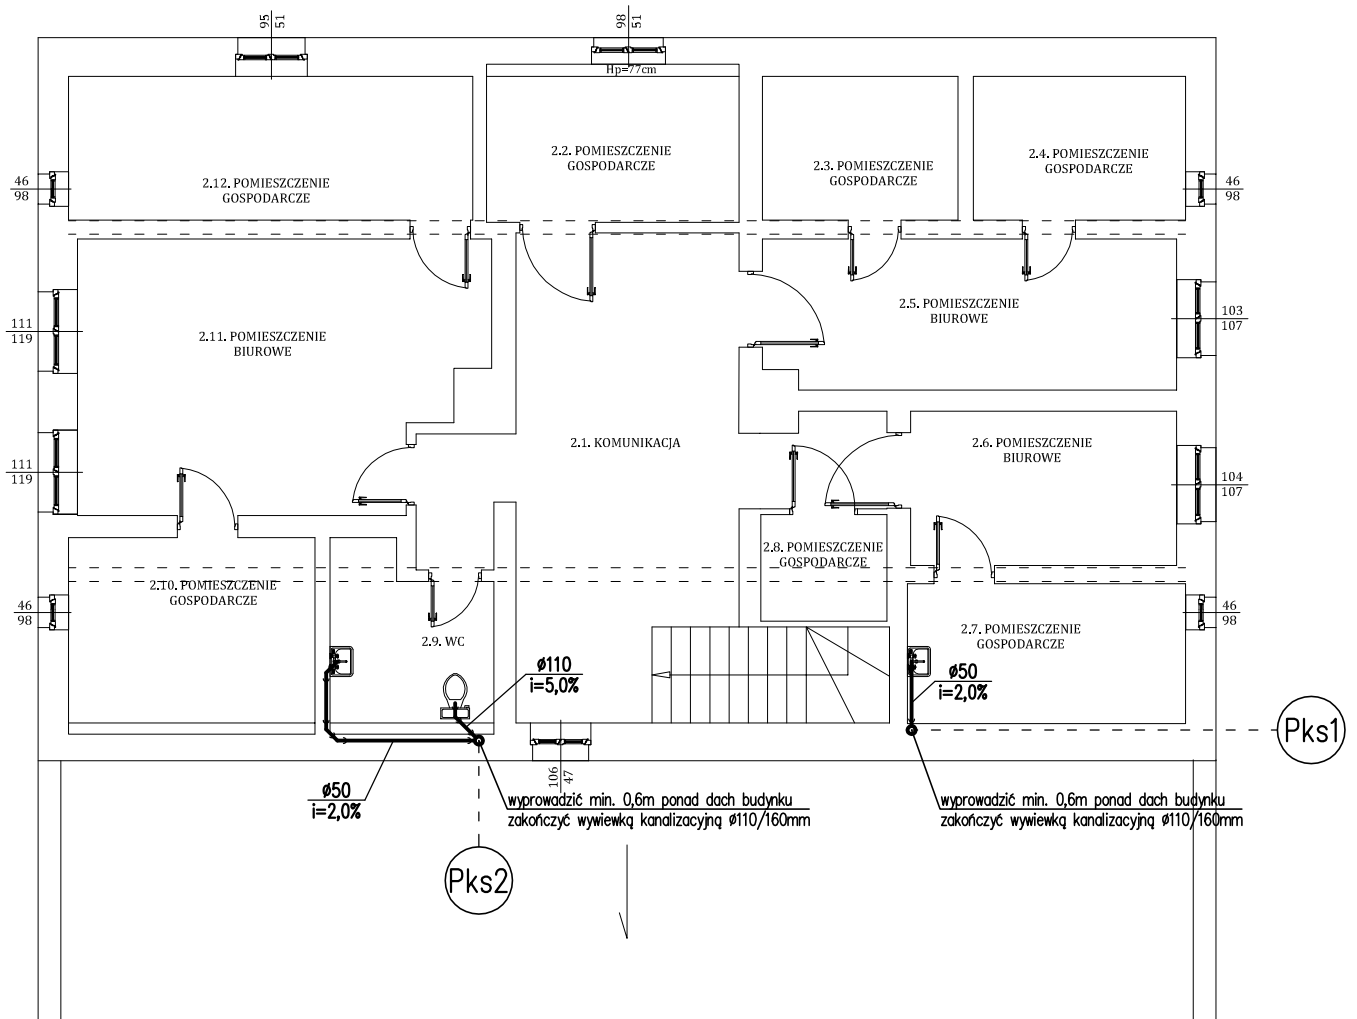 95
51
98
51
Hp=77cm
2.2. POMIESZCZENIE
GOSPODARCZE
2.3. POMIESZCZENIE
GOSPODARCZE
2.4. POMIESZCZENIE
GOSPODARCZE
2.12. POMIESZCZENIE
GOSPODARCZE
46
98
46
98
2.5. POMIESZCZENIE
BIUROWE
103
107
111
119
2.11. POMIESZCZENIE
BIUROWE
2.1. KOMUNIKACJA
2.6. POMIESZCZENIE
BIUROWE
111
119
104
107
2.8. POMIESZCZENIE
GOSPODARCZE
2.10. POMIESZCZENIE
GOSPODARCZE
46
98
46
98
2.9. WC
2.7. POMIESZCZENIE
GOSPODARCZE
ø110
i=5,0%
ø50
i=2,0%
Pks1
106
47
ø50
i=2,0%
wyprowadzić min. 0,6m ponad dach budynku
zakończyć wywiewką kanalizacyjną ø110/160mm
wyprowadzić min. 0,6m ponad dach budynku
zakończyć wywiewką kanalizacyjną ø110/160mm
Pks2